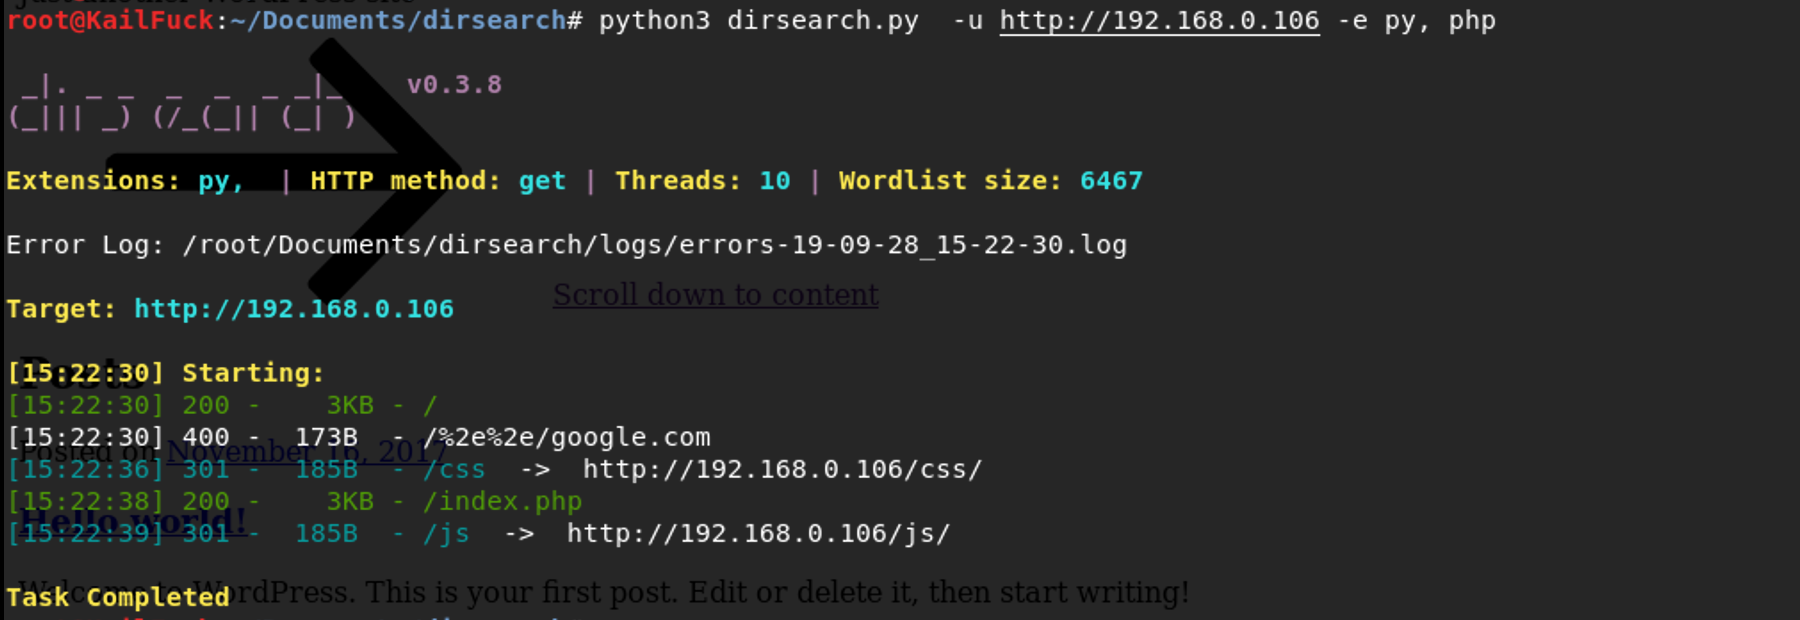 just another WordPress site
root@KailFuck:~/Documents/dirsearch# python3 dirsearch.py  -u http://192.168.0.106 -e py, php
 _|. _ _  _  _  _ _|_    v0.3.8
(_||| _) (/_(_|| (_| )
Extensions: py,  | HTTP method: get | Threads: 10 | Wordlist size: 6467
Error Log: /root/Documents/dirsearch/logs/errors-19-09-28_15-22-30.log
Scroll down to content
Target: http://192.168.0.106
Posts
[15:22:30] Starting:
[15:22:30] 200 -    3KB - /
[15:22:30] 400 -  173B  - /%2e%2e/google.com
Posted on November 16, 2017
[15:22:36] 301 -  185B  - /css  ->  http://192.168.0.106/css/
[15:22:38] 200 -    3KB - /index.php
Hello world!
[15:22:39] 301 -  185B  - /js  ->  http://192.168.0.106/js/
Welcome to WordPress. This is your first post. Edit or delete it, then start writing!
Task Completed